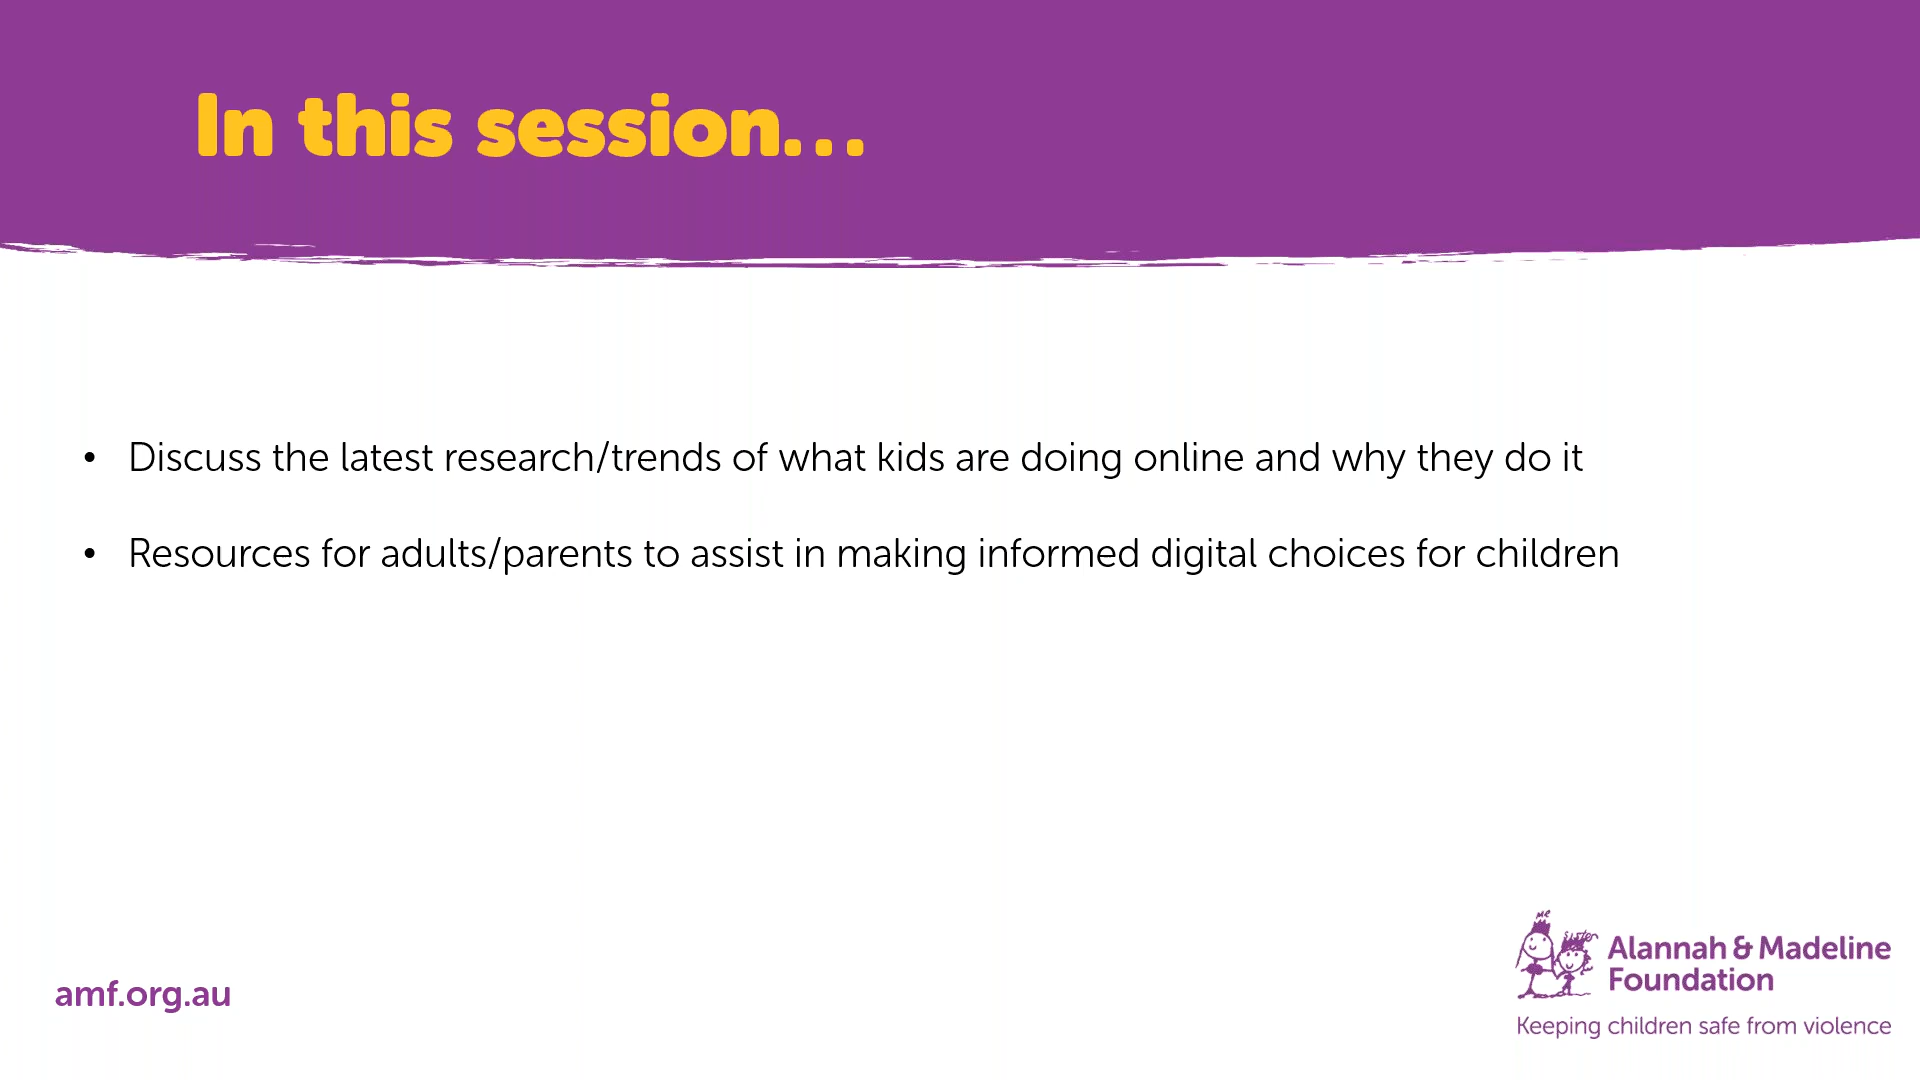 In this session...
• Discuss the latest research/trends of what kids are doing online and why they do it
• Resources for adults/parents to assist in making informed digital choices for children
me
sister
Alannah & Madeline
Foundation
amf.org.au
Keeping children safe from violence